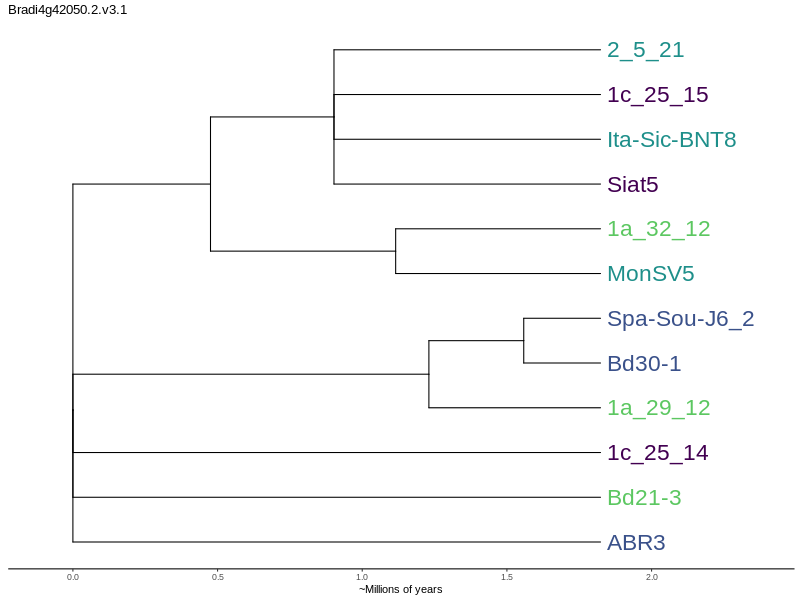 Bradi4g42050.2.v3.1
2_5_21
1c_25_15
Ita-Sic-BNT8
Siat5
1a_32_12
MonSV5
Spa-Sou-J6_2
Bd30-1
1a_29_12
1c_25_14
Bd21-3
ABR3
0.0 0.5 1.0 1.5 2.0
~Millions of years